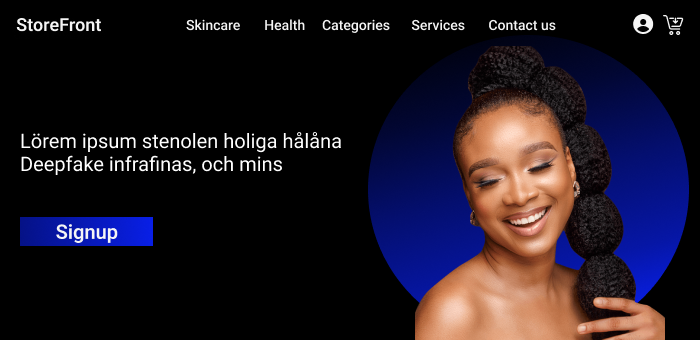 StoreFront
Skincare Health Categories Services Contact us
Lörem ipsum stenolen holiga hålåna
Deepfake infrafinas, och mins
Signup